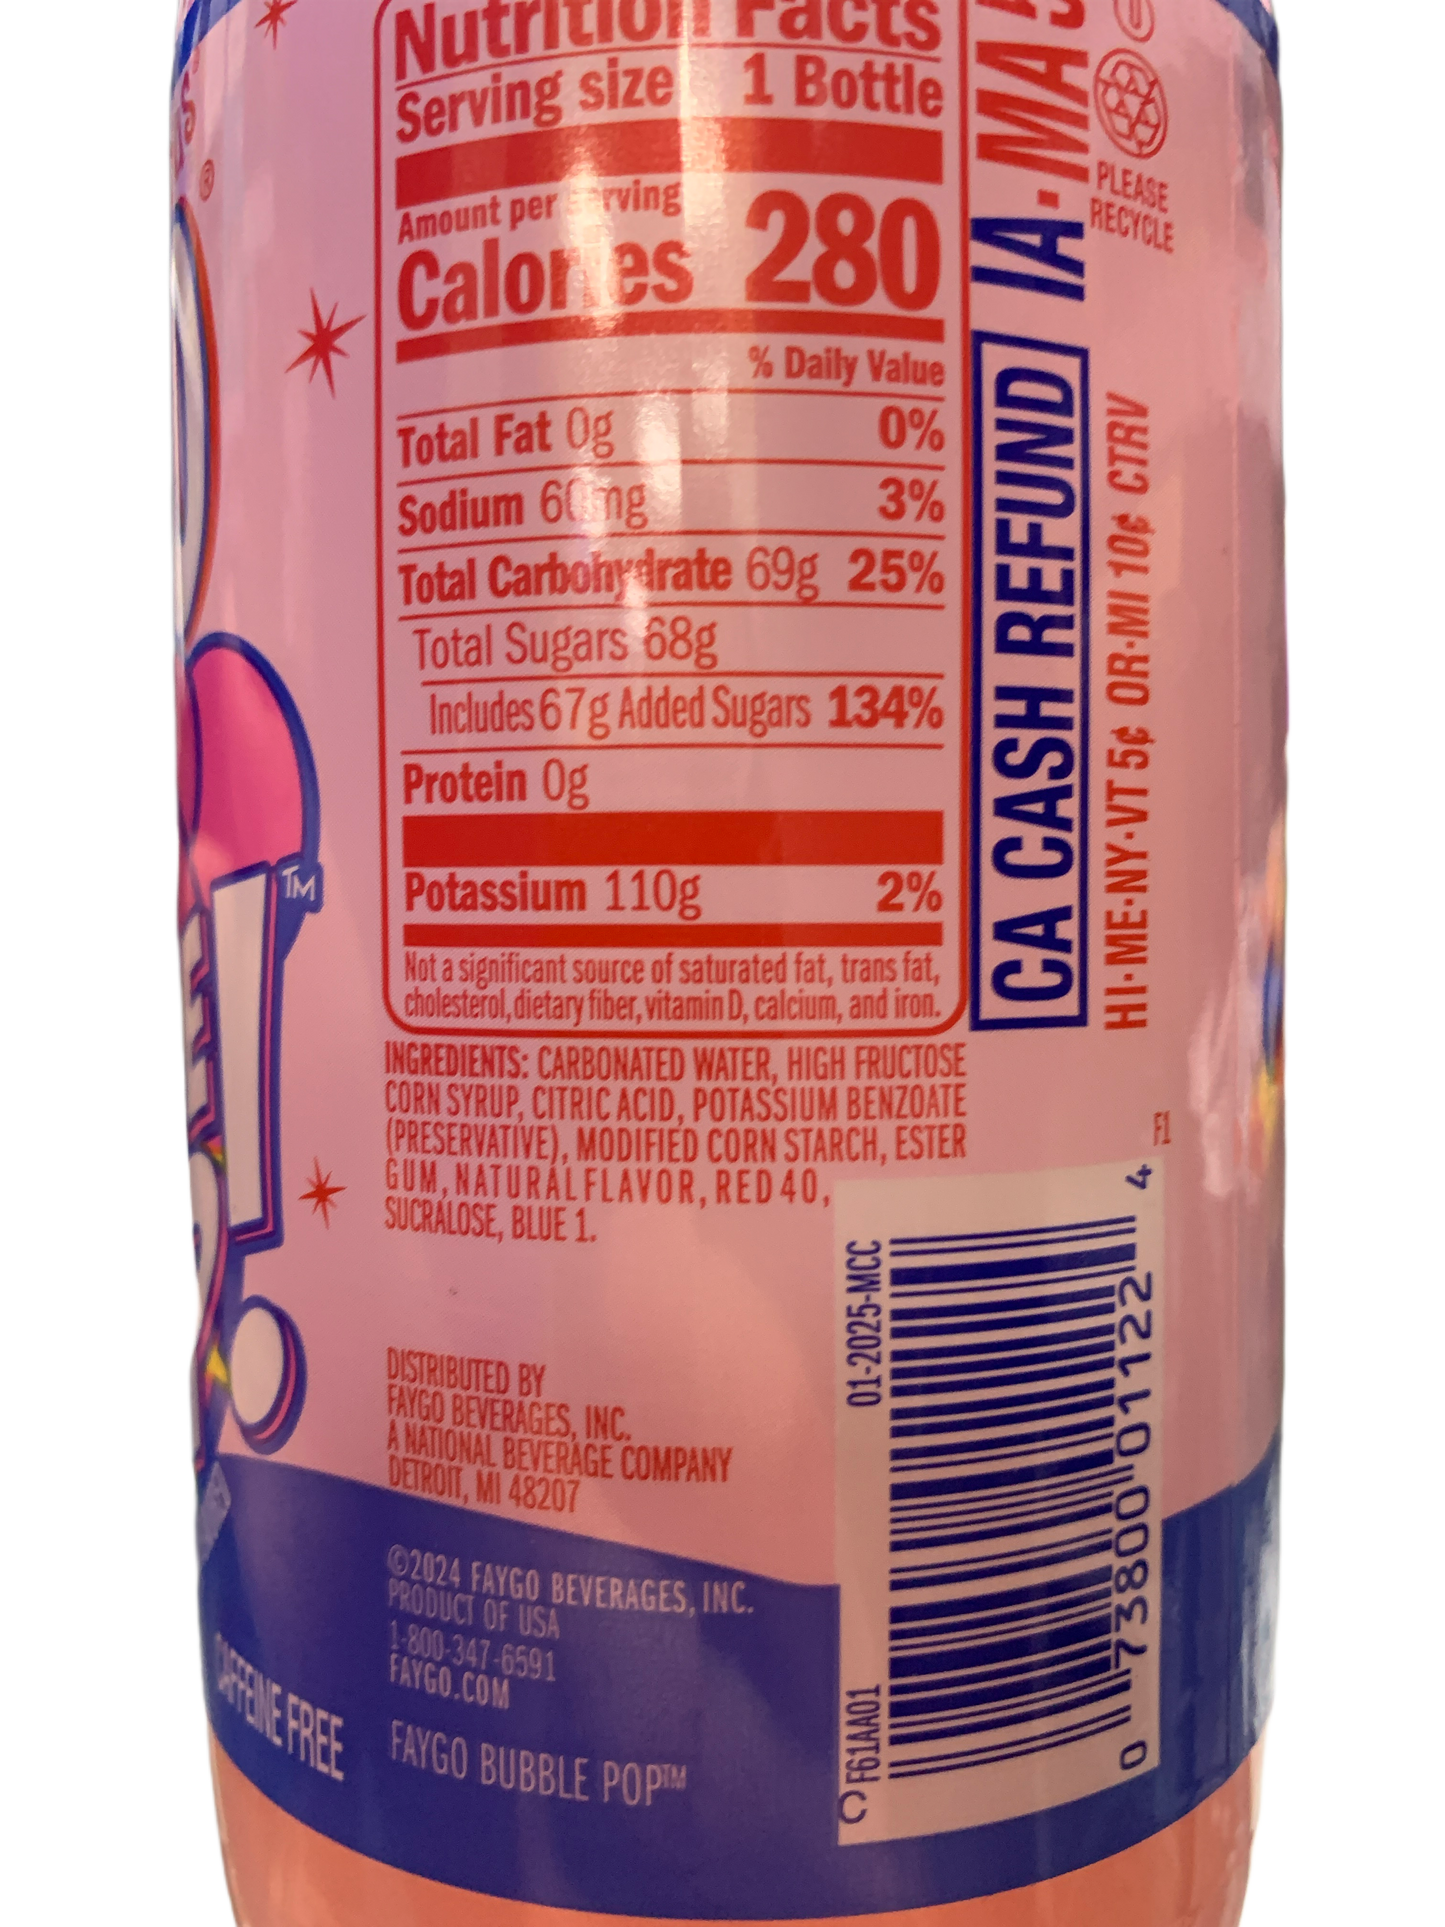 Nutrition Facts
Serving size 1 Bottle
Amount per serving
Calories 280
% Daily Value
Total Fat 0g 0%
Sodium 60mg 3%
Total Carbohydrate 69g 25%
Total Sugars 68g
Includes 67g Added Sugars 134%
Protein 0g
Potassium 110g 2%
Not a significant source of saturated fat, trans fat,
cholesterol, dietary fiber, vitamin D, calcium, and iron.
INGREDIENTS: CARBONATED WATER, HIGH FRUCTOSE
CORN SYRUP, CITRIC ACID, POTASSIUM BENZOATE
(PRESERVATIVE), MODIFIED CORN STARCH, ESTER
GUM, NATURAL FLAVOR, RED 40,
SUCRALOSE, BLUE 1.
DISTRIBUTED BY
FAYGO BEVERAGES, INC.
A NATIONAL BEVERAGE COMPANY
DETROIT, MI 48207
©2024 FAYGO BEVERAGES, INC.
PRODUCT OF USA
1-800-347-6591
FAYGO.COM
FAYGO BUBBLE POP™
CAFFEINE FREE
®
TM
U
PLEASE
RECYCLE
CA CASH REFUND IA·MA
HI·ME·NY·VT 5¢ OR·MI 10¢ CTRV
F1
01-2025-MCC
F61AA01
0 73800 01122 4